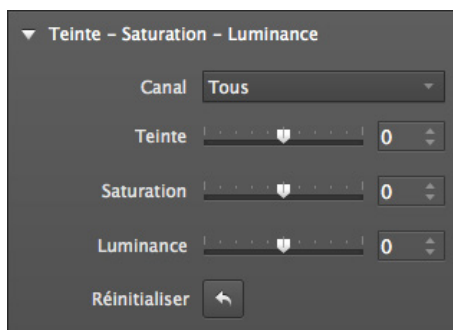 Teinte – Saturation – Luminance
Canal Tous
Teinte 0
Saturation 0
Luminance 0
Réinitialiser